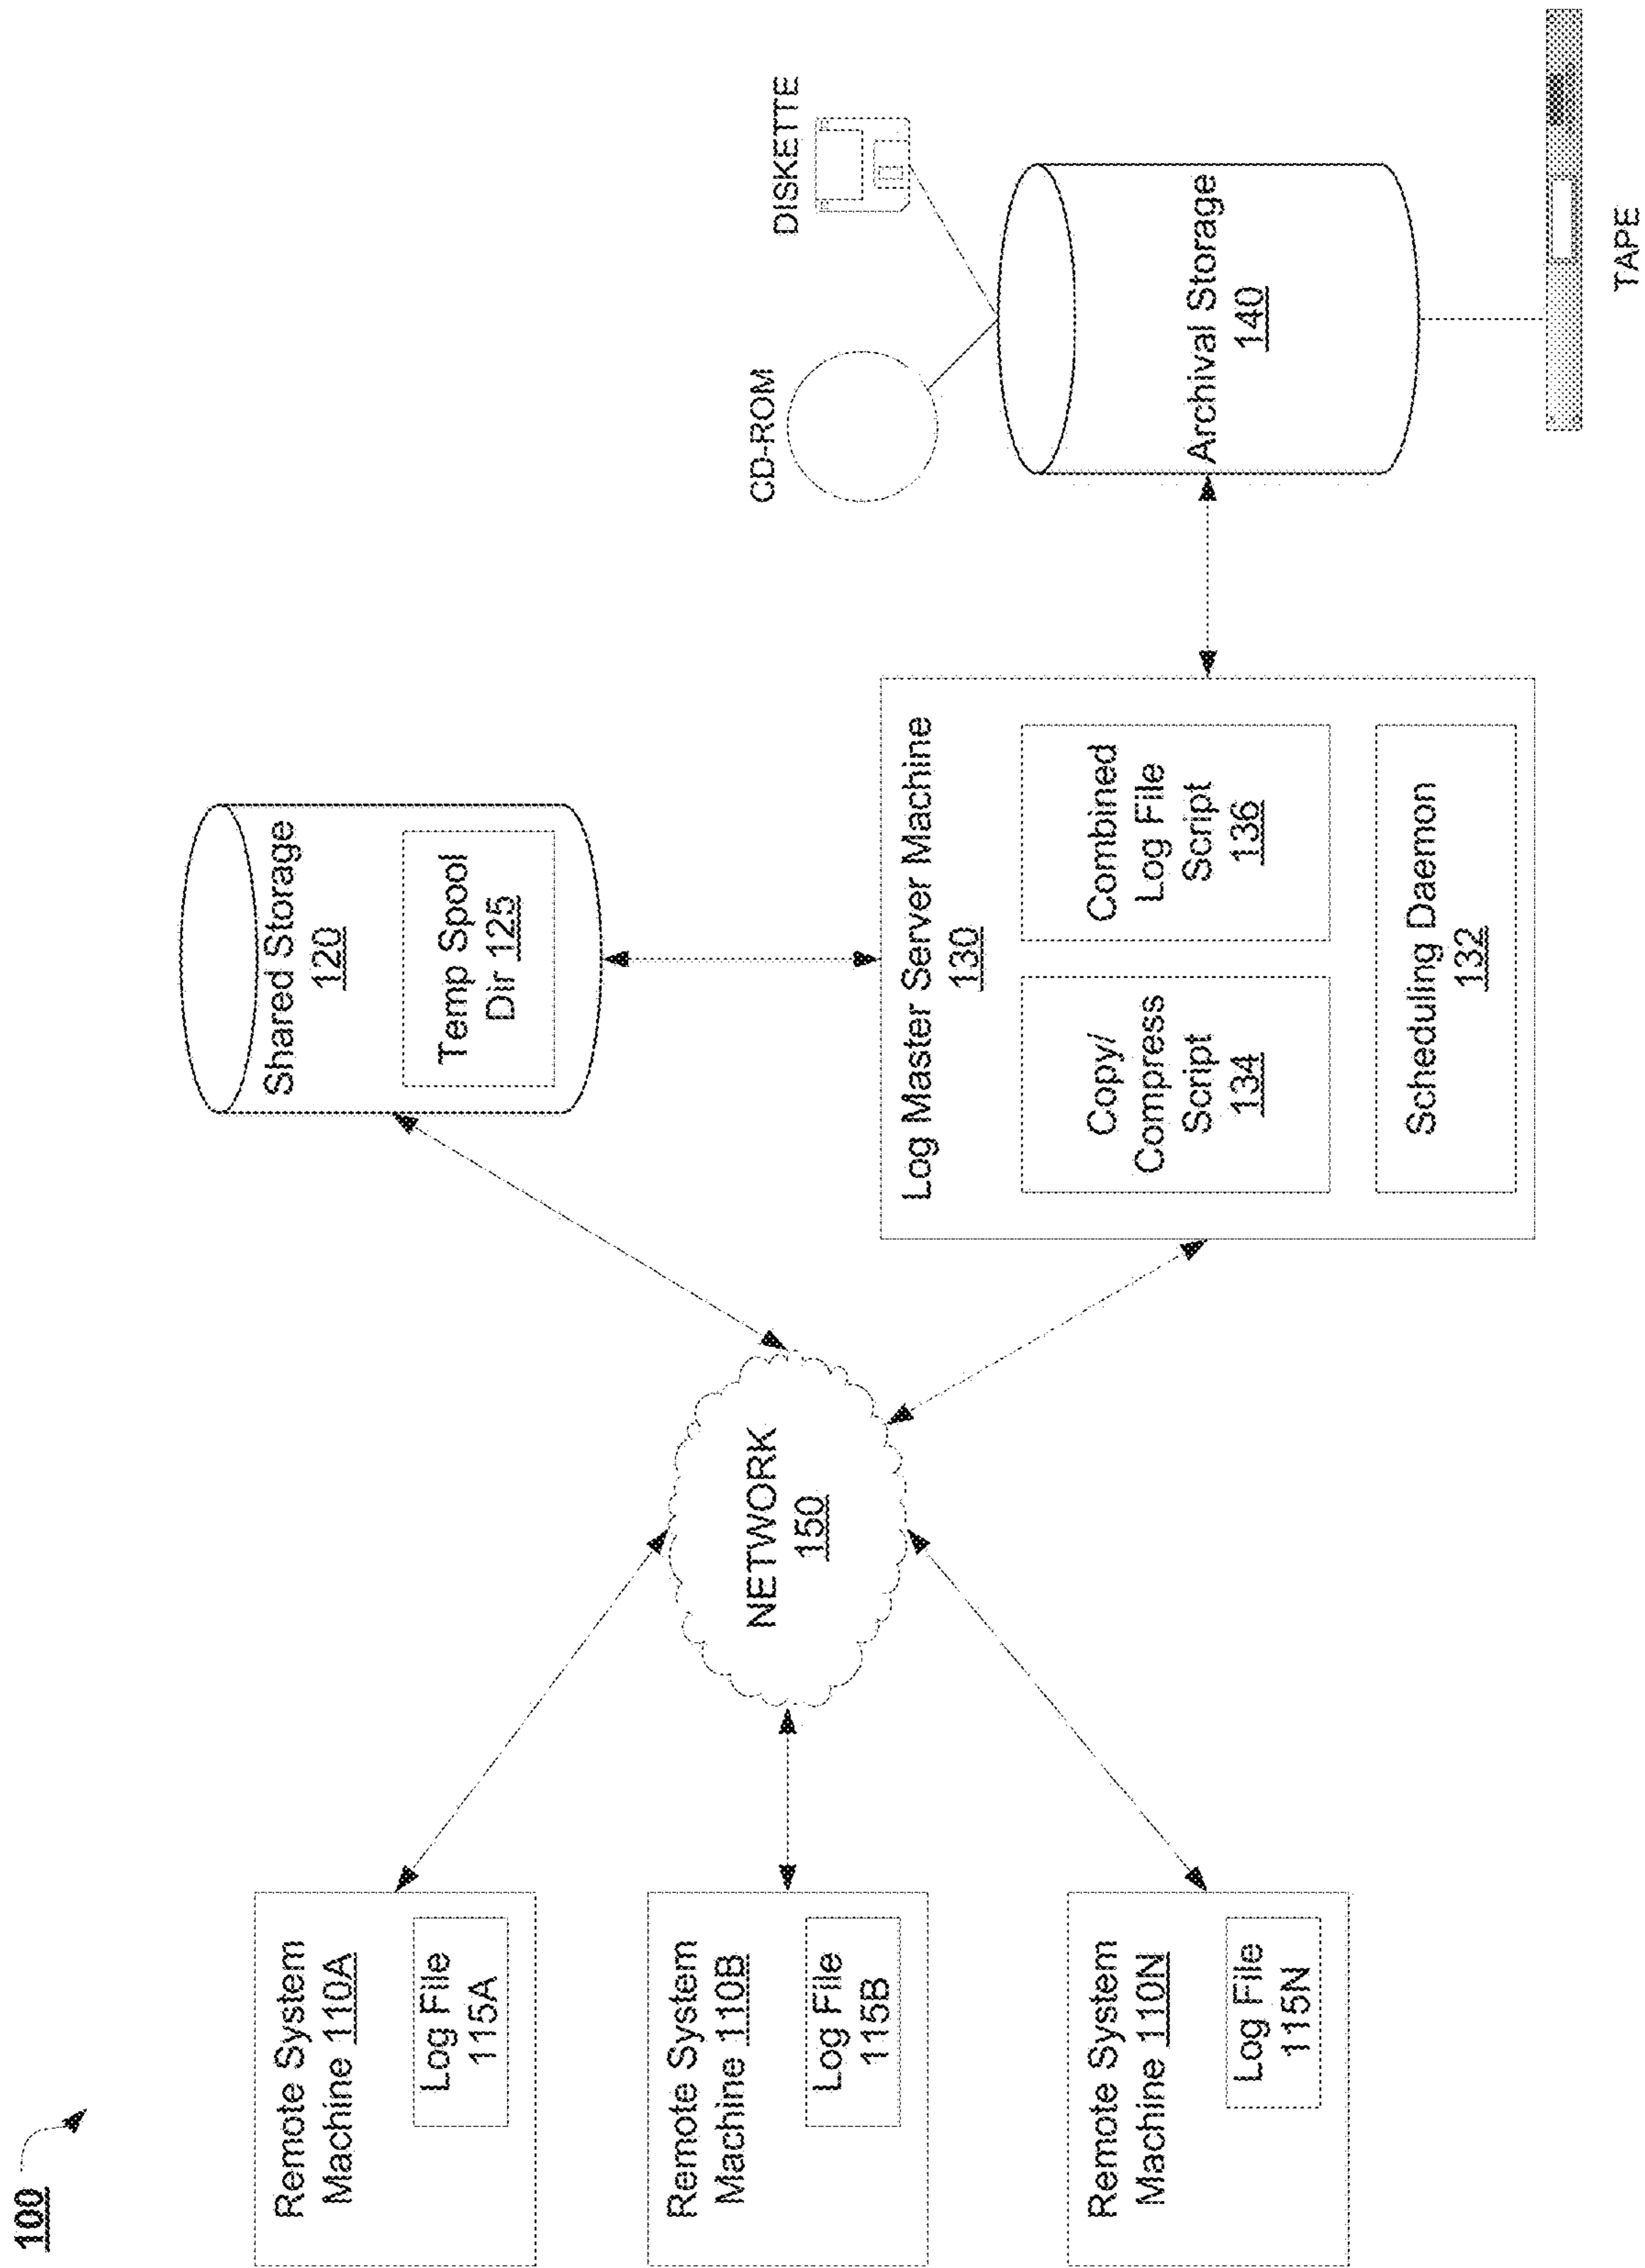 100
Remote System
Machine 110A
Log File
115A
Remote System
Machine 110B
Log File
115B
Remote System
Machine 110N
Log File
115N
NETWORK
150
Shared Storage
120
Temp Spool
Dir 125
Log Master Server Machine
130
Copy/
Compress
Script
134
Combined
Log File
Script
136
Scheduling Daemon
132
CD-ROM
DISKETTE
Archival Storage
140
TAPE